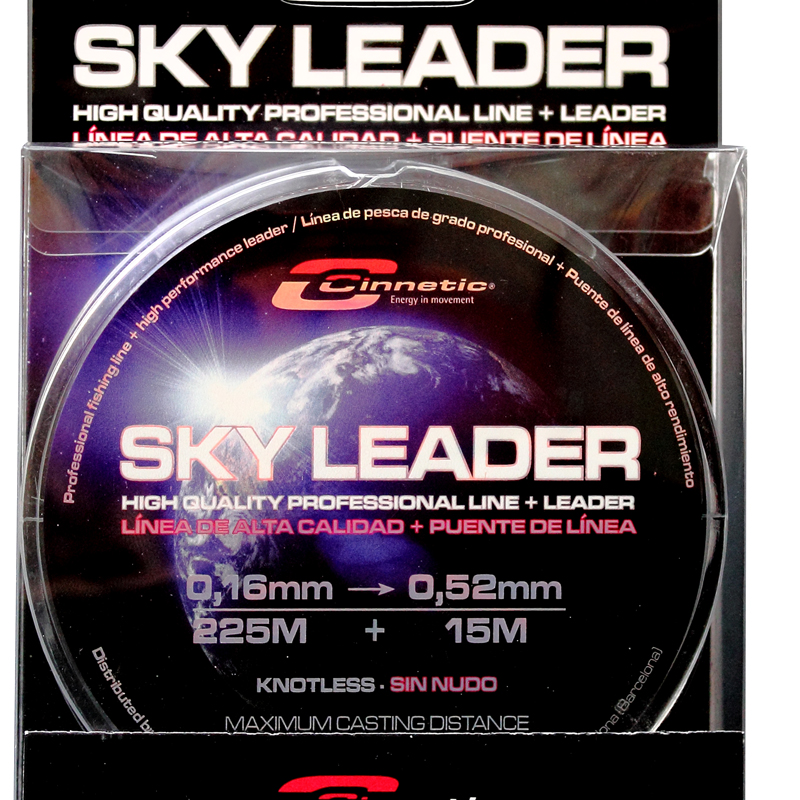 SKY LEADER
HIGH QUALITY PROFESSIONAL LINE + LEADER
LÍNEA DE ALTA CALIDAD + PUENTE DE LÍNEA
Professional fishing line + high performance leader / Línea de pesca de grado profesional + Puente de línea de alto rendimiento
Cinnetic®
Energy in movement
SKY LEADER
HIGH QUALITY PROFESSIONAL LINE + LEADER
LÍNEA DE ALTA CALIDAD + PUENTE DE LÍNEA
0,16mm → 0,52mm
225M + 15M
KNOTLESS · SIN NUDO
MAXIMUM CASTING DISTANCE
Distributed by
(Barcelona)